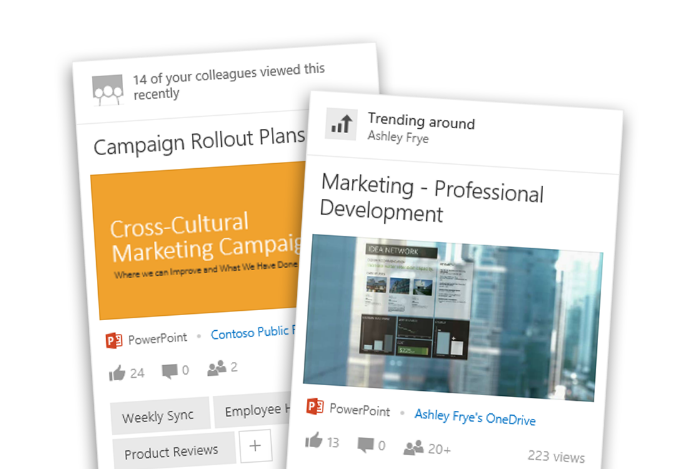 14 of your colleagues viewed this
recently
Campaign Rollout Plans
Cross-Cultural
Marketing Campaig
Where we can Improve and What We Have Done
PowerPoint
Contoso Public
24
0
2
Weekly Sync
Employee
Product Reviews
+
Trending around
Ashley Frye
Marketing - Professional
Development
IDEA NETWORK
PowerPoint
Ashley Frye's OneDrive
13
0
20+
223 views